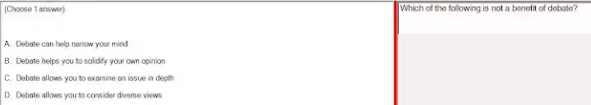 (Choose 1 answer)
Which of the following is not a benefit of debate?
A. Debate can help narrow your mind
B. Debate helps you to solidify your own opinion
C. Debate allows you to examine an issue in depth
D. Debate allows you to consider diverse views